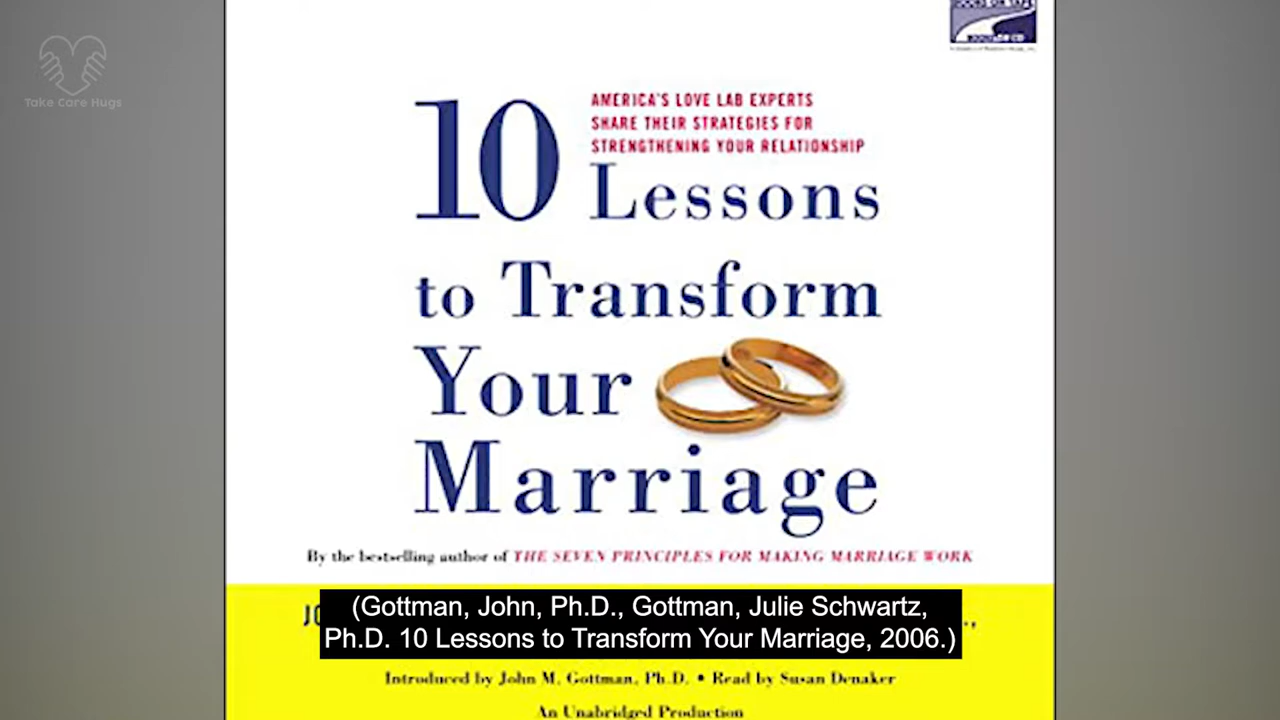 Take Care Hugs
AMERICA'S LOVE LAB EXPERTS
SHARE THEIR STRATEGIES FOR
STRENGTHENING YOUR RELATIONSHIP
10 Lessons
to Transform
Your
Marriage
By the bestselling author of THE SEVEN PRINCIPLES FOR MAKING MARRIAGE WORK
(Gottman, John, Ph.D., Gottman, Julie Schwartz,
Ph.D. 10 Lessons to Transform Your Marriage, 2006.)
Introduced by John M. Gottman, Ph.D. • Read by Susan Denaker
An Unabridged Production